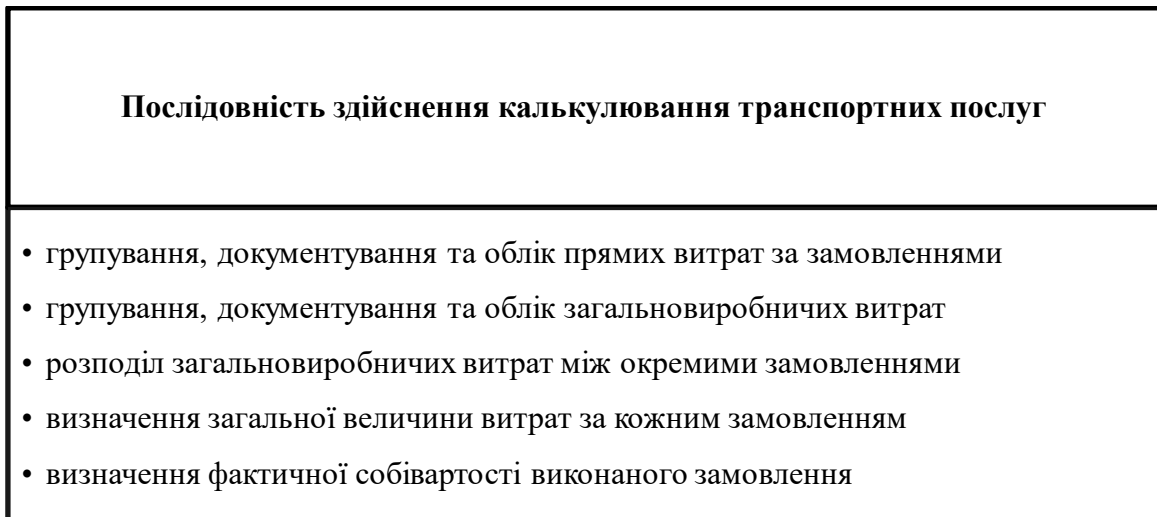 Послідовність здійснення калькулювання транспортних послуг
• групування, документування та облік прямих витрат за замовленнями
• групування, документування та облік загальновиробничих витрат
• розподіл загальновиробничих витрат між окремими замовленнями
• визначення загальної величини витрат за кожним замовленням
• визначення фактичної собівартості виконаного замовлення